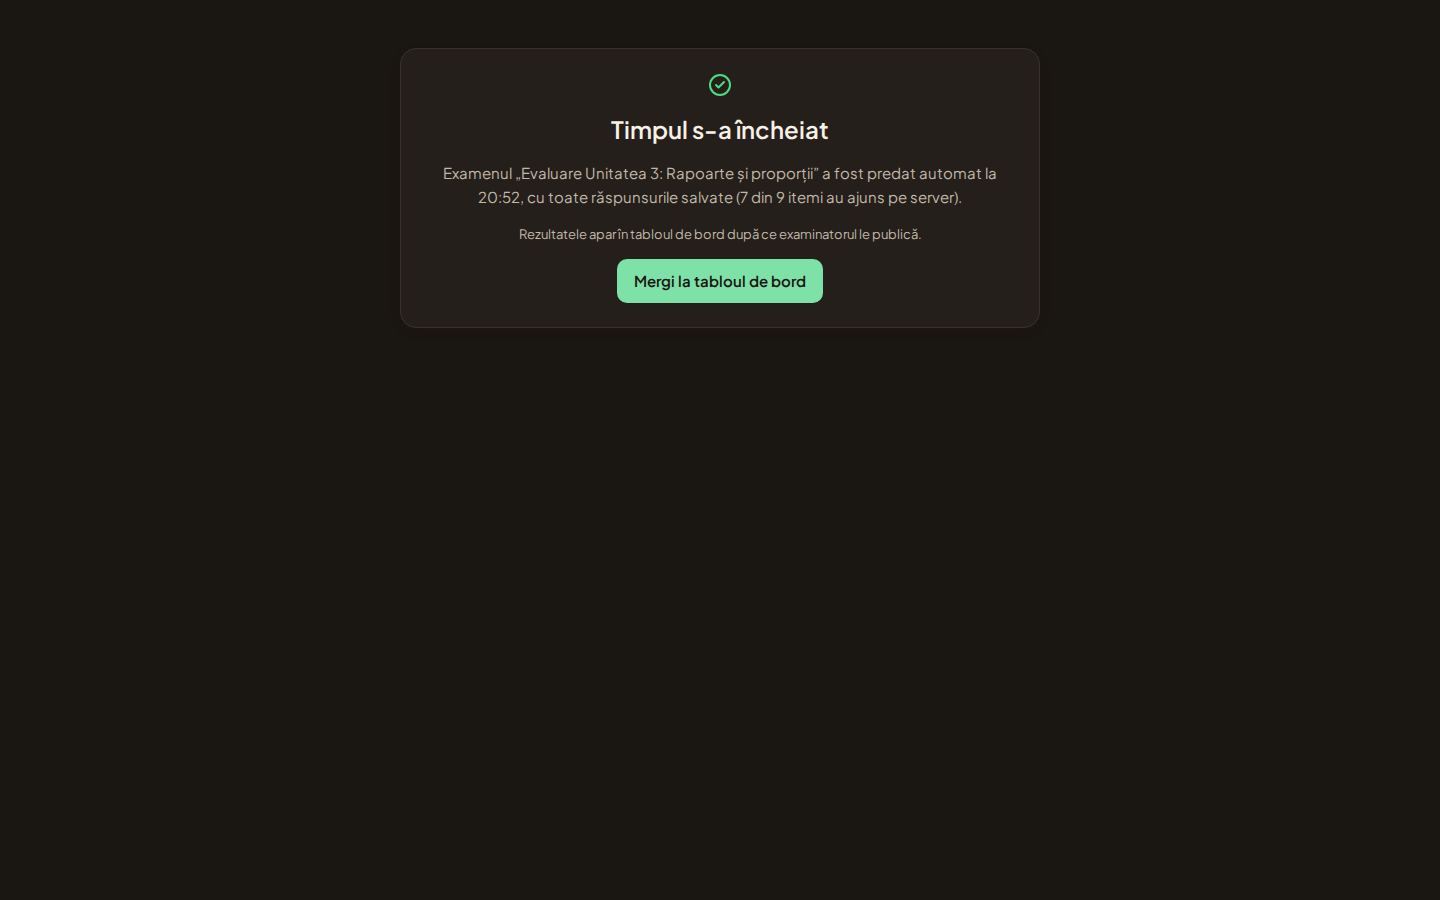 Timpul s-a încheiat
Examenul „Evaluare Unitatea 3: Rapoarte și proporții” a fost predat automat la
20:52, cu toate răspunsurile salvate (7 din 9 itemi au ajuns pe server).
Rezultatele apar în tabloul de bord după ce examinatorul le publică.
Mergi la tabloul de bord